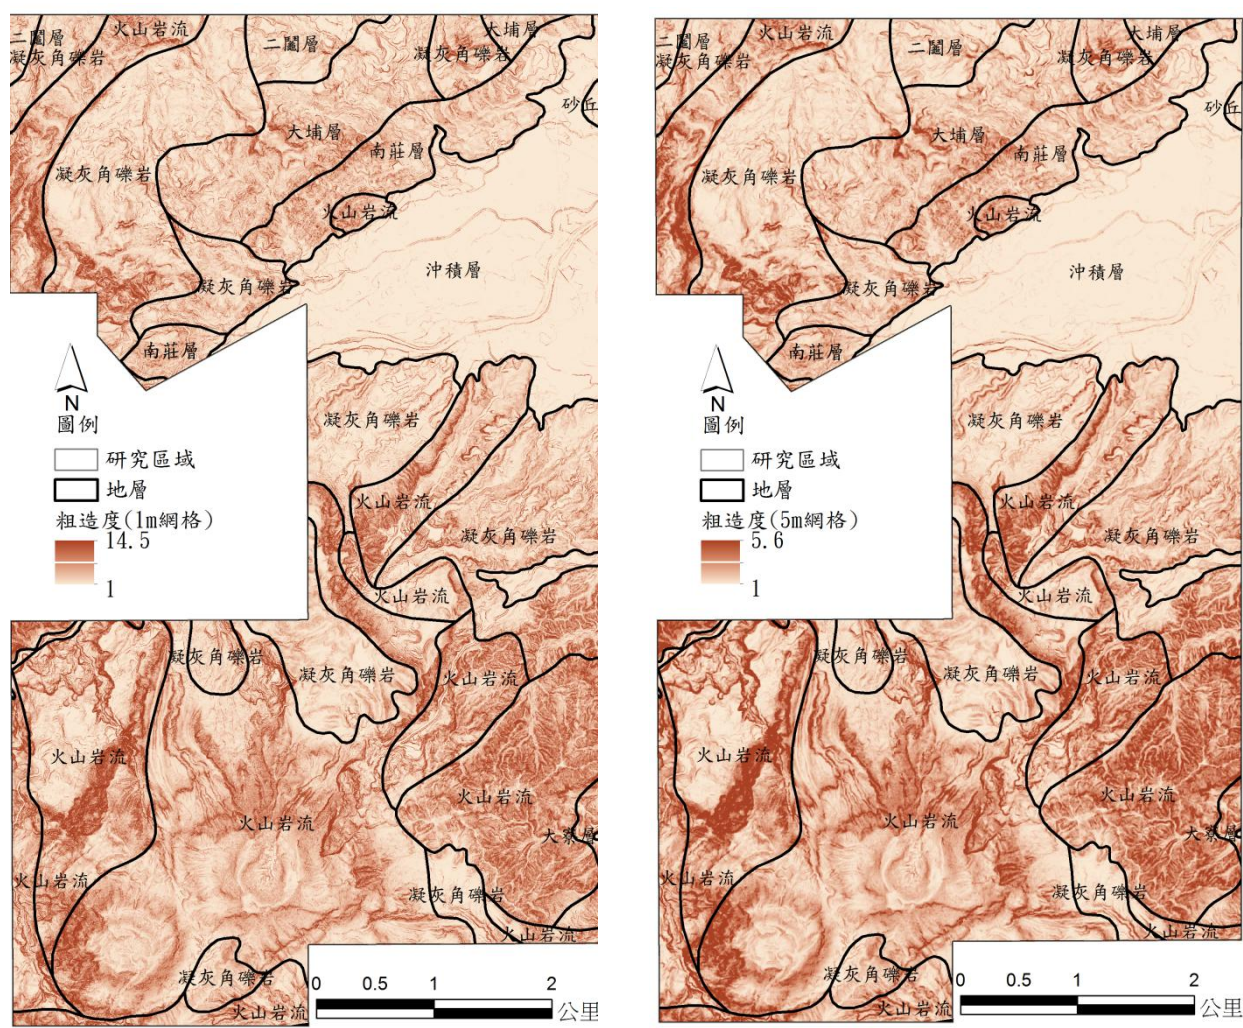 二鬮層
火山岩流
凝灰角礫岩
二鬮層
大埔層
凝灰角礫岩
砂丘
大埔層
南莊層
凝灰角礫岩
火山岩流
沖積層
凝灰角礫岩
南莊層
N
圖例
研究區域
地層
粗造度(1m網格)
14.5
1
凝灰角礫岩
火山岩流
凝灰角礫岩
火山岩流
凝灰角礫岩
凝灰角礫岩
火山岩流
火山岩流
火山岩流
火山岩流
大寮層
火山岩流
凝灰角礫岩
火山岩流
凝灰角礫岩
火山岩流
0 0.5 1 2
公里
二鬮層
火山岩流
凝灰角礫岩
二鬮層
大埔層
凝灰角礫岩
砂丘
大埔層
南莊層
凝灰角礫岩
火山岩流
沖積層
凝灰角礫岩
南莊層
N
圖例
研究區域
地層
粗造度(5m網格)
5.6
1
凝灰角礫岩
火山岩流
凝灰角礫岩
火山岩流
凝灰角礫岩
凝灰角礫岩
火山岩流
火山岩流
火山岩流
火山岩流
大寮層
火山岩流
凝灰角礫岩
火山岩流
凝灰角礫岩
火山岩流
0 0.5 1 2
公里